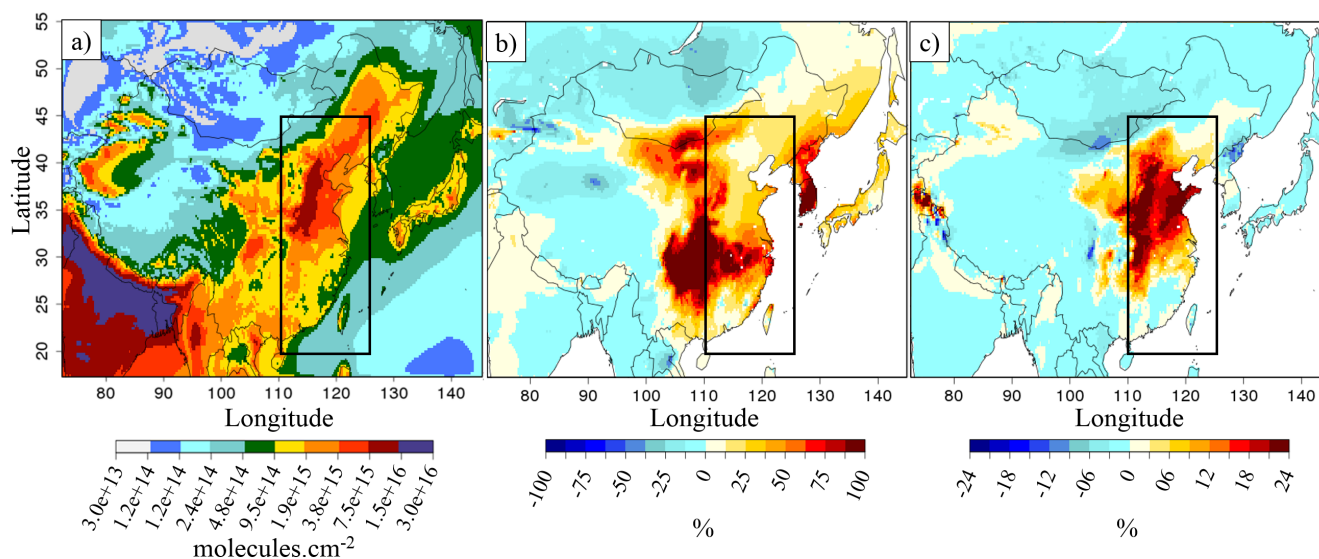 a)
b)
c)
Latitude
55
50
45
40
35
30
25
20
80 90 100 110 120 130 140
80 90 100 110 120 130 140
80 90 100 110 120 130 140
Longitude
Longitude
Longitude
3.0e+13 1.2e+14 1.2e+14 2.4e+14 4.8e+14 9.5e+14 1.9e+15 3.8e+15 7.5e+15 1.5e+16 3.0e+16
molecules.cm-2
-100 -75 -50 -25 0 25 50 75 100
%
-24 -18 -12 -06 0 06 12 18 24
%